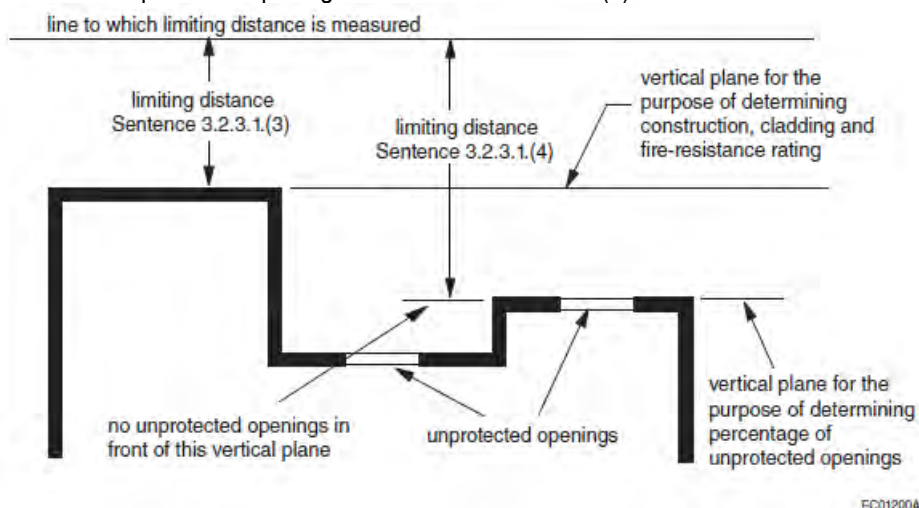 line to which limiting distance is measured
limiting distance
Sentence 3.2.3.1.(3)
limiting distance
Sentence 3.2.3.1.(4)
vertical plane for the
purpose of determining
construction, cladding and
fire-resistance rating
no unprotected openings in
front of this vertical plane
unprotected openings
vertical plane for the
purpose of determining
percentage of
unprotected openings
EC01200A